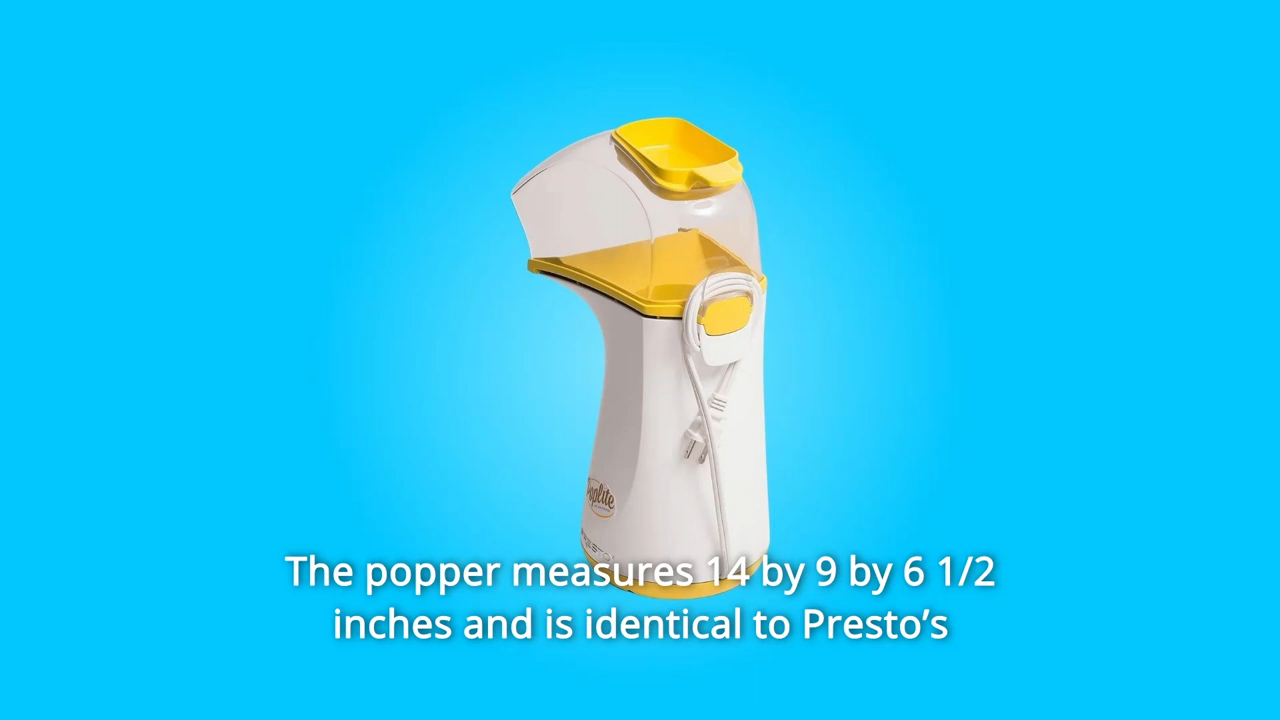 The popper measures 14 by 9 by 6 1/2
inches and is identical to Presto’s